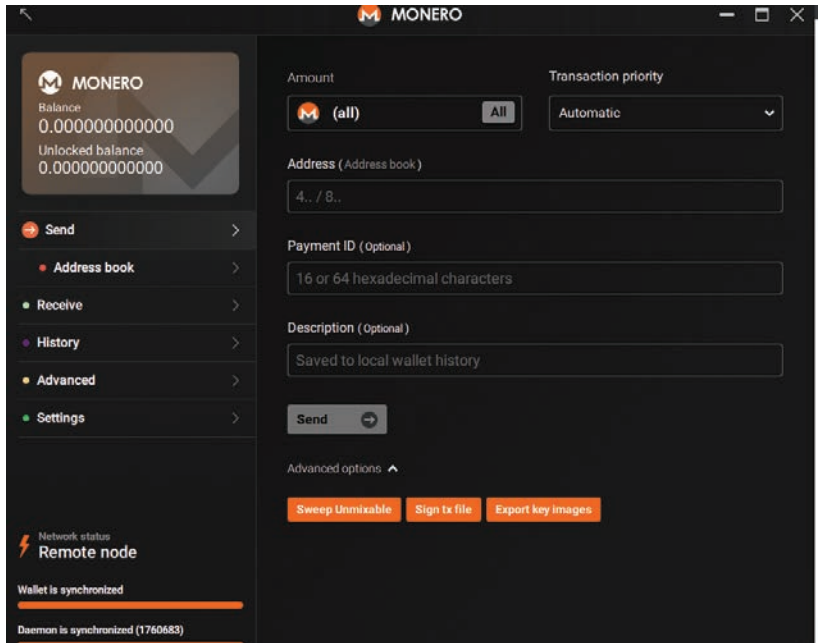 MONERO
MONERO
Balance
0.000000000000
Unlocked balance
0.000000000000
Send
Address book
Receive
History
Advanced
Settings
Network status
Remote node
Wallet is synchronized
Daemon is synchronized (1760683)
Amount
(all) All
Transaction priority
Automatic
Address (Address book)
4.. / 8..
Payment ID (Optional)
16 or 64 hexadecimal characters
Description (Optional)
Saved to local wallet history
Send
Advanced options
Sweep Unmixable Sign tx file Export key images